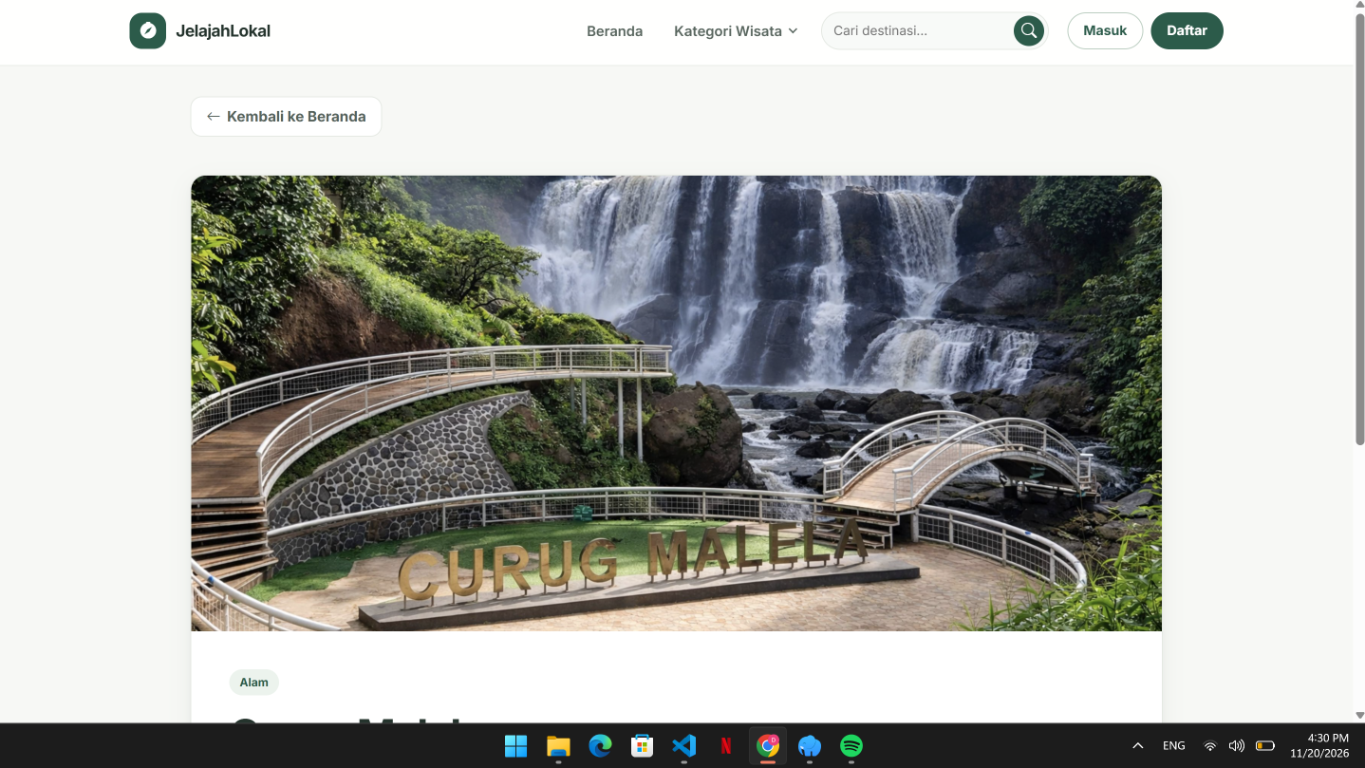 JelajahLokal
Beranda
Kategori Wisata
Cari destinasi...
Masuk
Daftar
← Kembali ke Beranda
CURUG MALELA
Alam
ENG
4:30 PM
11/20/2026